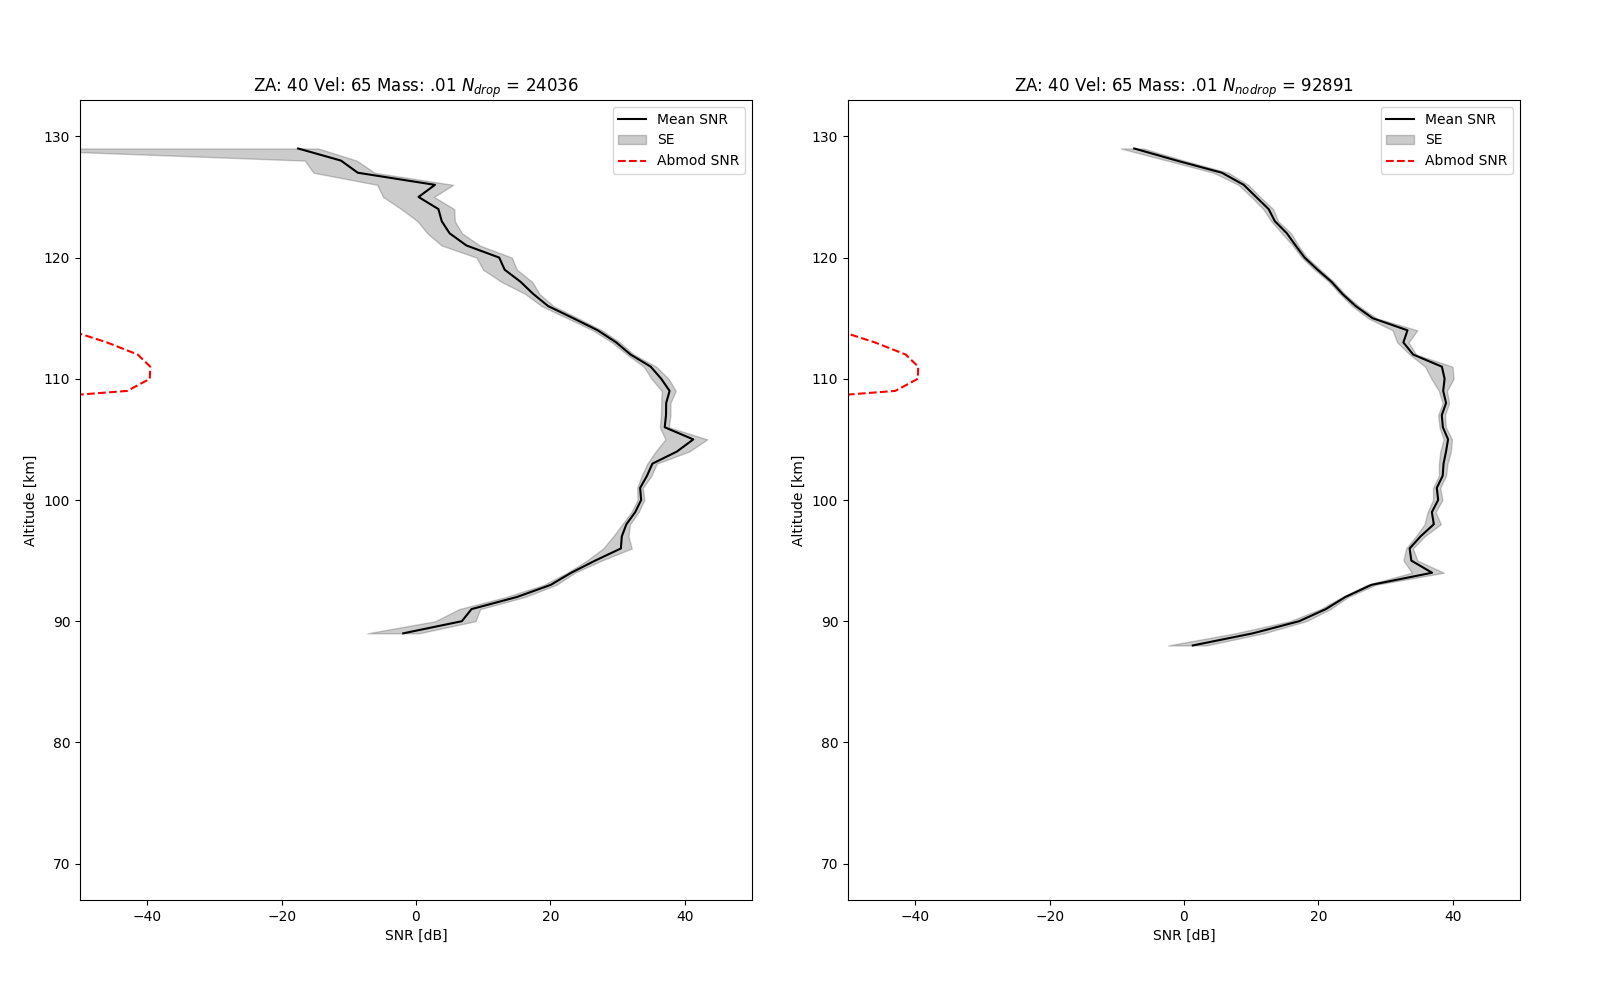 ZA: 40 Vel: 65 Mass: .01 N_drop = 24036
Mean SNR
SE
Abmod SNR
130
120
110
100
90
80
70
Altitude [km]
−40
−20
0
20
40
SNR [dB]
ZA: 40 Vel: 65 Mass: .01 N_nodrop = 92891
Mean SNR
SE
Abmod SNR
130
120
110
100
90
80
70
Altitude [km]
−40
−20
0
20
40
SNR [dB]